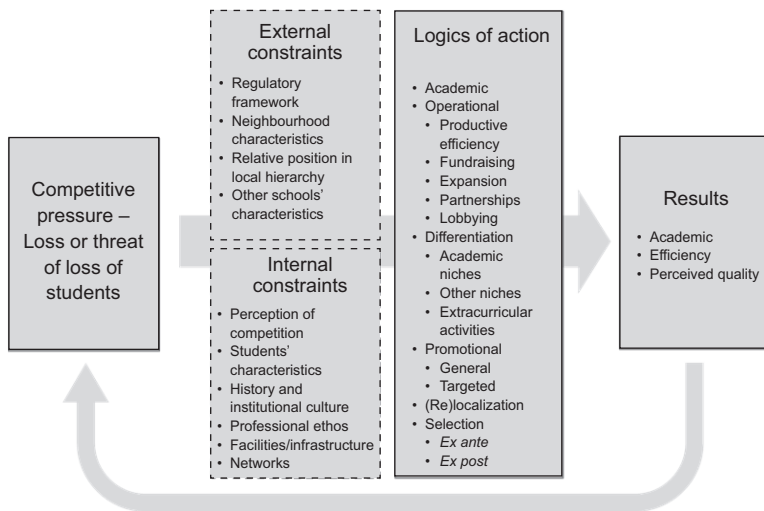 Competitive
pressure –
Loss or threat
of loss of
students
External
constraints
• Regulatory
framework
• Neighbourhood
characteristics
• Relative position in
local hierarchy
• Other schools’
characteristics
Internal
constraints
• Perception of
competition
• Students’
characteristics
• History and
institutional culture
• Professional ethos
• Facilities/infrastructure
• Networks
Logics of action
• Academic
• Operational
• Productive
efficiency
• Fundraising
• Expansion
• Partnerships
• Lobbying
• Differentiation
• Academic
niches
• Other niches
• Extracurricular
activities
• Promotional
• General
• Targeted
• (Re)localization
• Selection
• Ex ante
• Ex post
Results
• Academic
• Efficiency
• Perceived quality